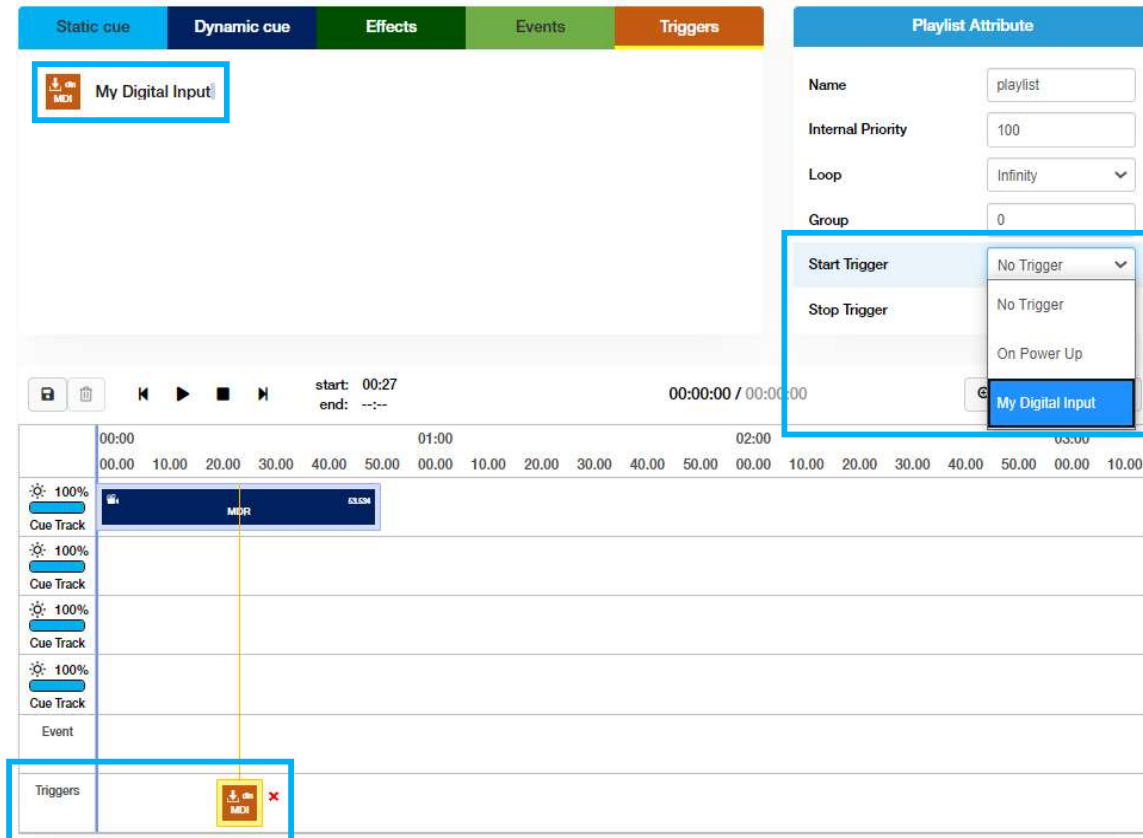 Static cue Dynamic cue Effects Events Triggers
MDI My Digital Input
Playlist Attribute
Name playlist
Internal Priority 100
Loop Infinity
Group 0
Start Trigger No Trigger
No Trigger
Stop Trigger
On Power Up
My Digital Input
start: 00:27
end: --:--
00:00:00 / 00:00:00
00:00 01:00 02:00 03:00
00.00 10.00 20.00 30.00 40.00 50.00 00.00 10.00 20.00 30.00 40.00 50.00 00.00 10.00 20.00 30.00 40.00 50.00 00.00 10.00
100%
Cue Track
MDR 53.534
100%
Cue Track
100%
Cue Track
100%
Cue Track
Event
Triggers
MDI